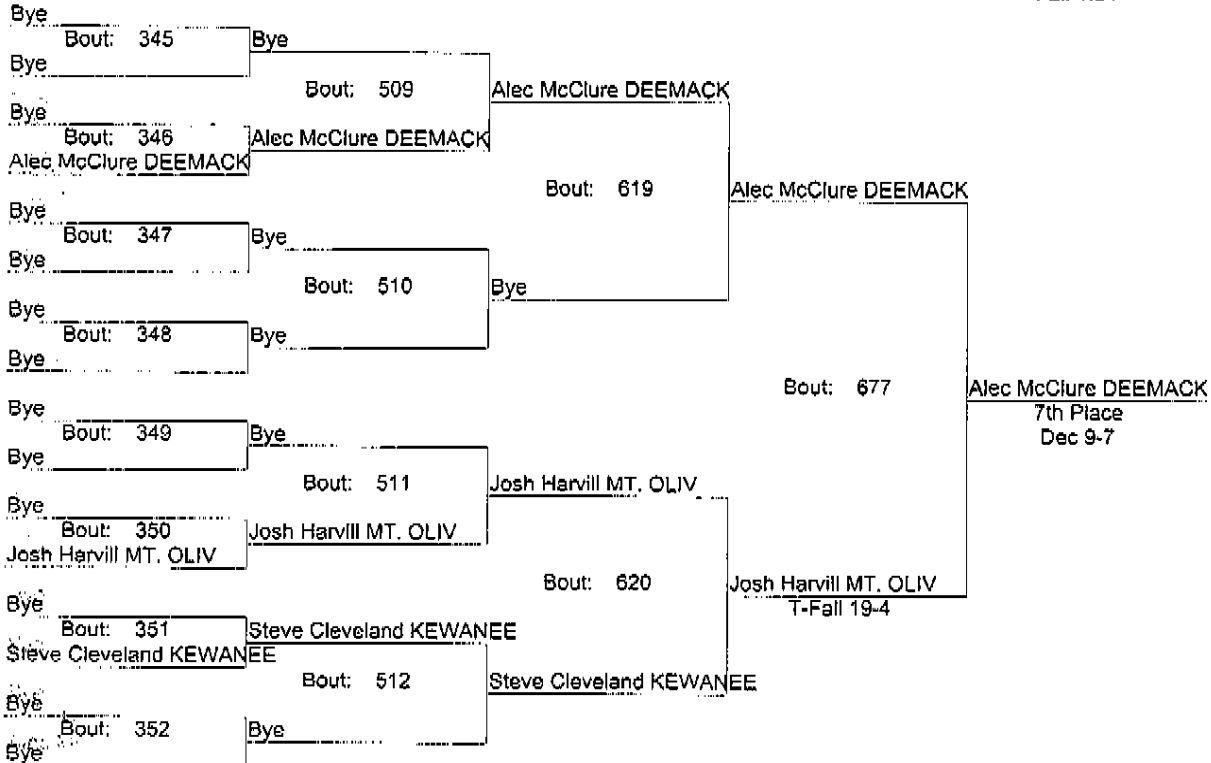 Bye
Bout: 345
Bye
Bye
Bout: 509
Alec McClure DEEMACK
Bye
Bout: 346
Alec McClure DEEMACK
Alec McClure DEEMACK
Bout: 619
Alec McClure DEEMACK
Bye
Bout: 347
Bye
Bye
Bout: 510
Bye
Bye
Bout: 348
Bye
Bye
Bout: 677
Alec McClure DEEMACK
7th Place
Dec 9-7
Bye
Bout: 349
Bye
Bye
Bout: 511
Josh Harvill MT. OLIV
Bye
Bout: 350
Josh Harvill MT. OLIV
Josh Harvill MT. OLIV
Bout: 620
Josh Harvill MT. OLIV
T-Fall 19-4
Bye
Bout: 351
Steve Cleveland KEWANEE
Steve Cleveland KEWANEE
Bout: 512
Steve Cleveland KEWANEE
Bye
Bout: 352
Bye
Bye